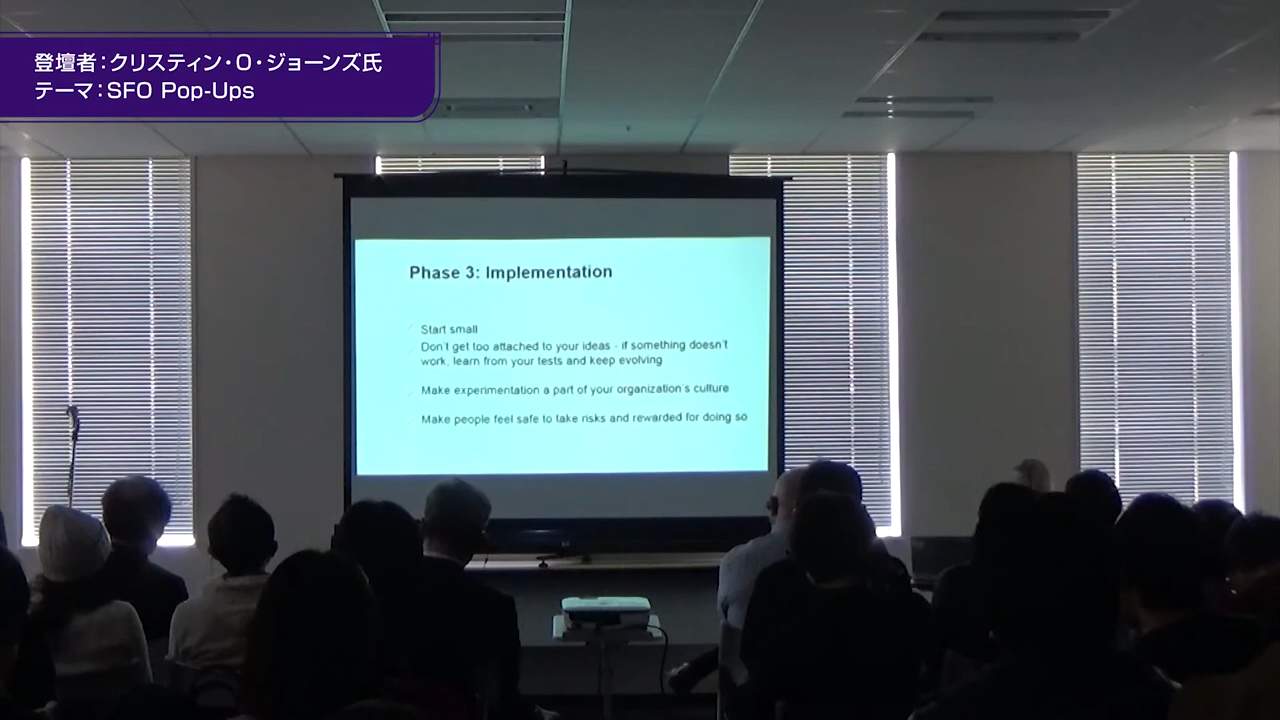 登壇者：クリスティン・O・ジョーンズ氏
テーマ：SFO Pop-Ups
Phase 3: Implementation
Start small
Don't get too attached to your ideas - if something doesn't
work, learn from your tests and keep evolving
Make experimentation a part of your organization's culture
Make people feel safe to take risks and rewarded for doing so